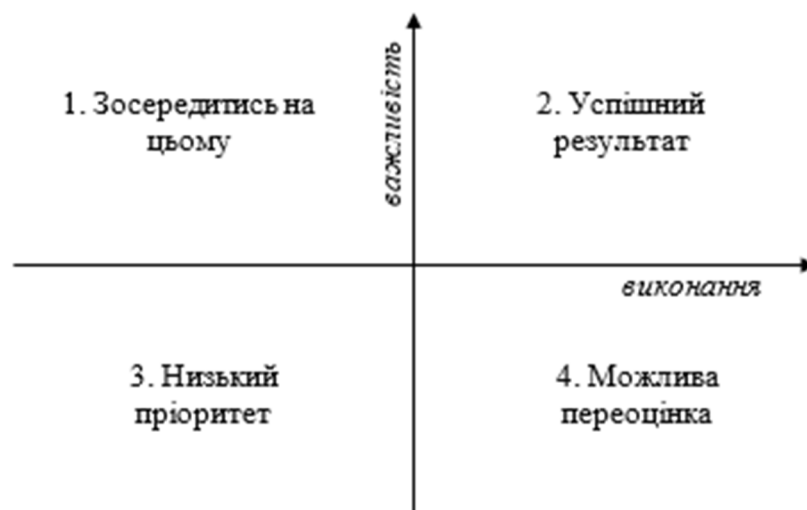 1. Зосередитись на
цьому
важливість
2. Успішний
результат
виконання
3. Низький
пріоритет
4. Можлива
переоцінка